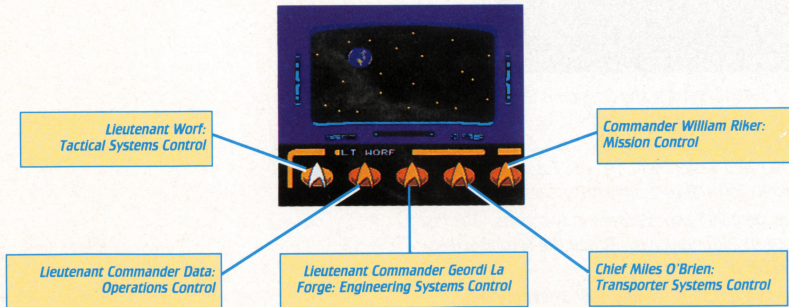 Lieutenant Worf:
Tactical Systems Control
Commander William Riker:
Mission Control
LT WORF
Lieutenant Commander Data:
Operations Control
Lieutenant Commander Geordi La
Forge: Engineering Systems Control
Chief Miles O'Brien:
Transporter Systems Control